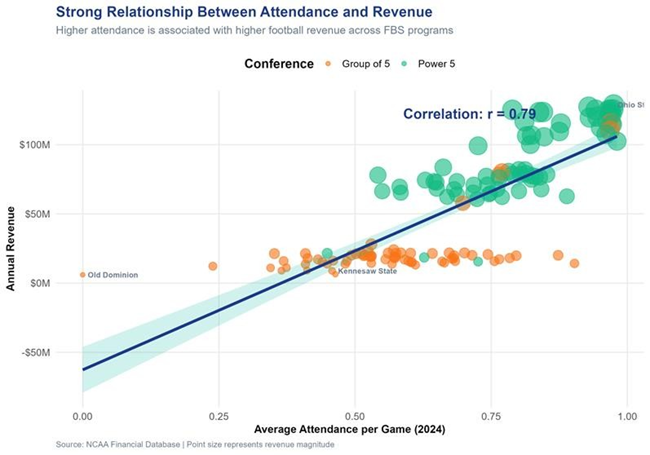 Strong Relationship Between Attendance and Revenue
Higher attendance is associated with higher football revenue across FBS programs
Conference Group of 5 Power 5
Correlation: r = 0.79
Ohio St
$100M
$50M
$0M
-$50M
Annual Revenue
Old Dominion
Kennesaw State
0.00 0.25 0.50 0.75 1.00
Average Attendance per Game (2024)
Source: NCAA Financial Database | Point size represents revenue magnitude